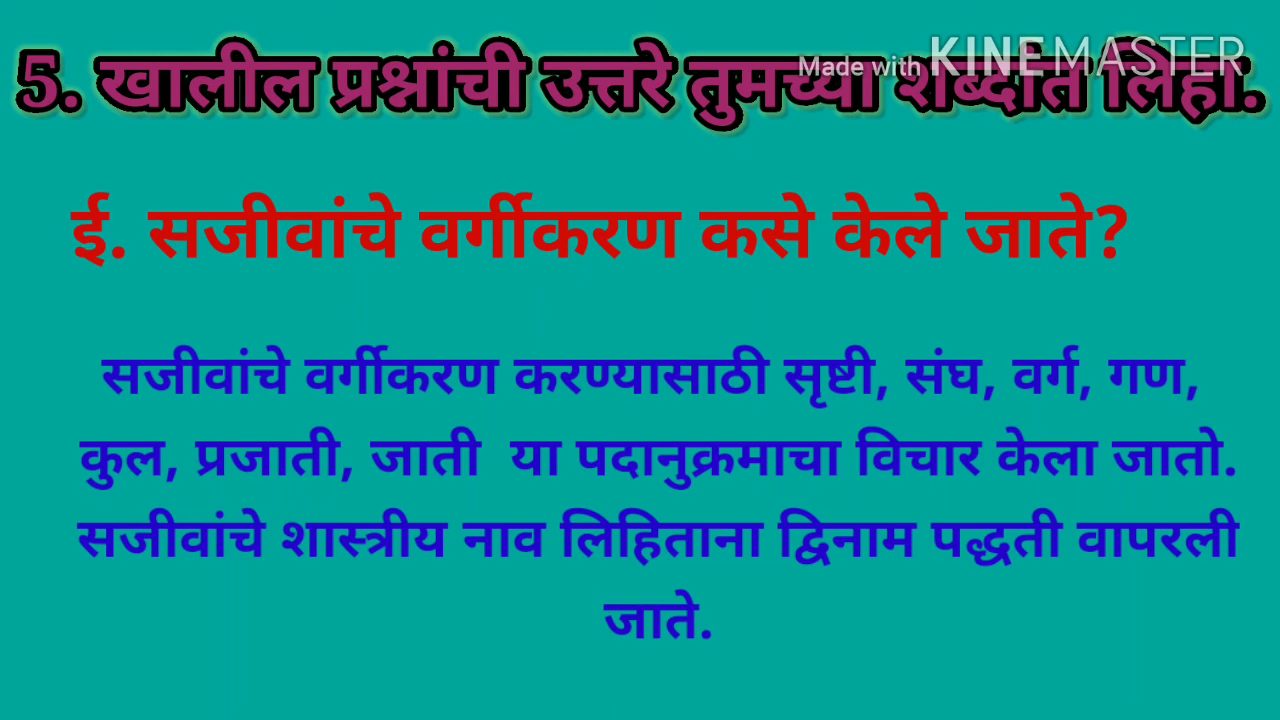 5. खालील प्रश्नांची उत्तरे तुमच्या शब्दांत लिहा.
Made with KINEMASTER
ई. सजीवांचे वर्गीकरण कसे केले जाते?
सजीवांचे वर्गीकरण करण्यासाठी सृष्टी, संघ, वर्ग, गण,
कुल, प्रजाती, जाती या पदानुक्रमाचा विचार केला जातो.
सजीवांचे शास्त्रीय नाव लिहिताना द्विनाम पद्धती वापरली
जाते.